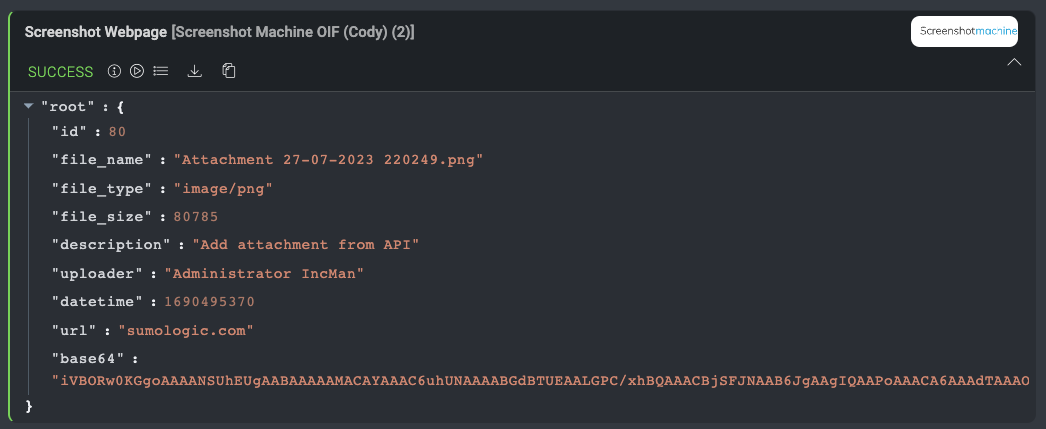 Screenshot Webpage [Screenshot Machine OIF (Cody) (2)]
Screenshotmachine
SUCCESS
"root" : {
"id" : 80
"file_name" : "Attachment 27-07-2023 220249.png"
"file_type" : "image/png"
"file_size" : 80785
"description" : "Add attachment from API"
"uploader" : "Administrator IncMan"
"datetime" : 1690495370
"url" : "sumologic.com"
"base64" :
"iVBORw0KGgoAAAANSUhEUgAABAAAAAMACAYAAAC6uhUNAAAABGdBTUEAALGPC/xhBQAAACBjSFJNAAB6JgAAgIQAAPoAAACA6AAAdTAAAO
}